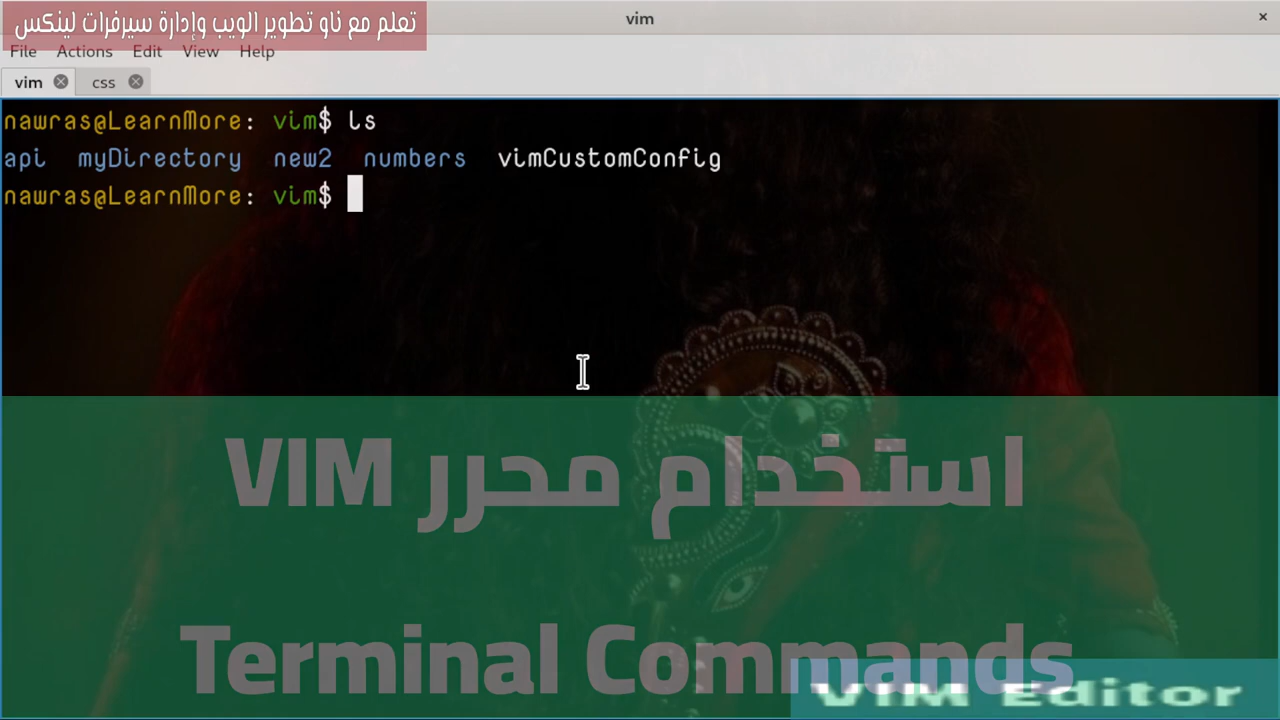 تعلم مع ناو تطوير الويب وإدارة سيرفرات لينكس
vim ×
File Actions Edit View Help
vim css
nawras@LearnMore: vim$ ls
api myDirectory new2 numbers vimCustomConfig
nawras@LearnMore: vim$
استخدام محرر VIM
Terminal Commands
VIM Editor